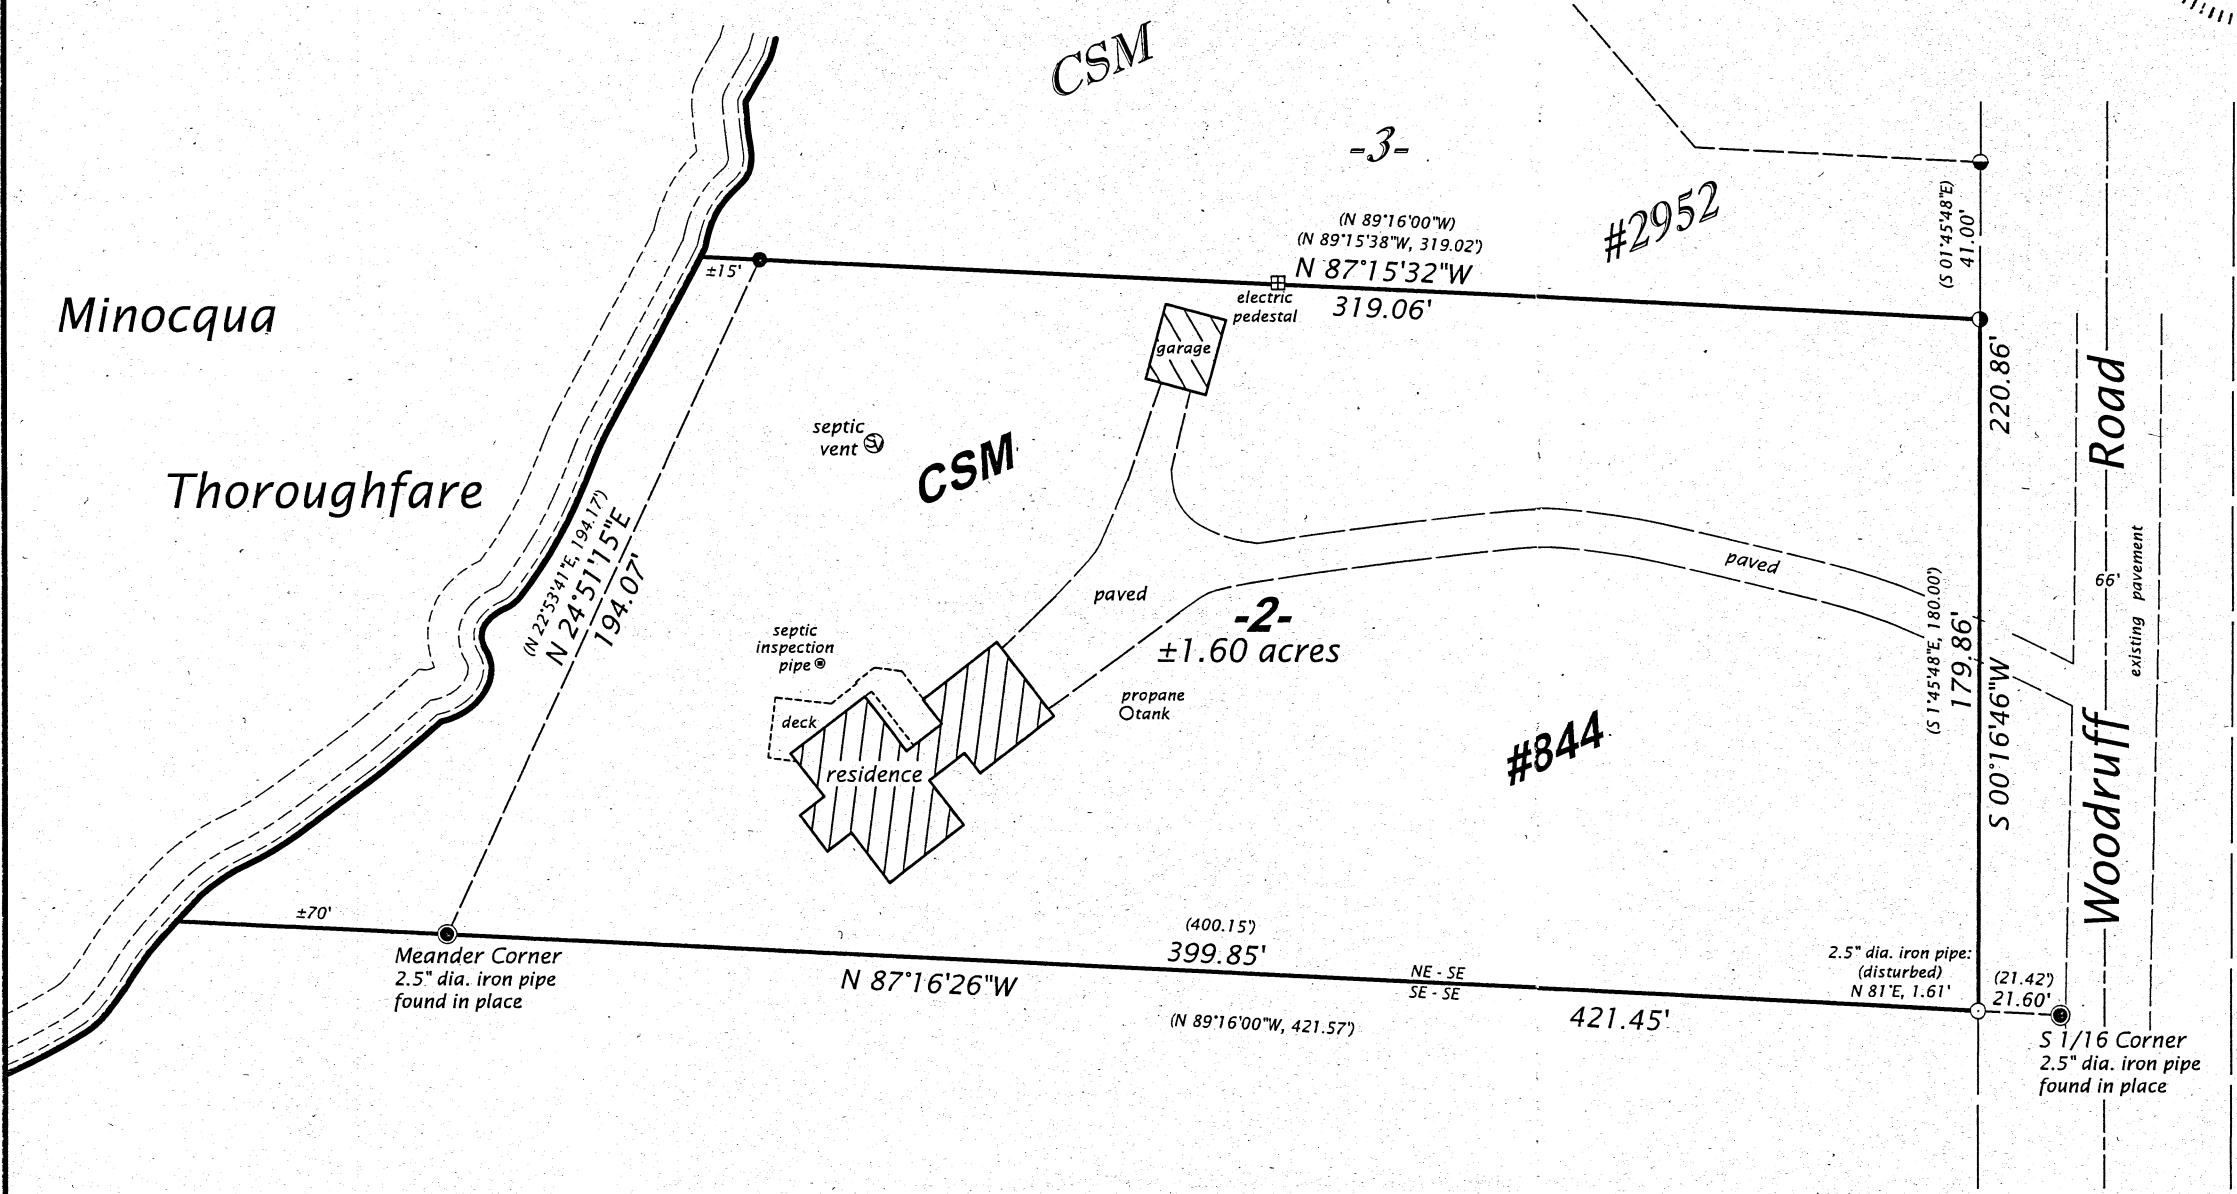 CSM
-3-
#2952
(S 01°45'48"E)
41.00'
(N 89°16'00"W)
(N 89°15'38"W, 319.02')
N 87°15'32"W
319.06'
±15'
electric
pedestal
garage
Minocqua
Thoroughfare
septic
vent
SV
CSM
(N 22°53'41"E, 194.17')
N 24°51'15"E
194.07'
220.86'
Road
paved
paved
66'
existing pavement
-2-
±1.60 acres
septic
inspection
pipe
deck
residence
propane
tank
#844
(S 1°45'48"E, 180.00')
179.86'
S 00°16'46"W
Woodruff
±70'
Meander Corner
2.5" dia. iron pipe
found in place
(400.15')
399.85'
N 87°16'26"W
(N 89°16'00"W, 421.57')
NE - SE
SE - SE
421.45'
2.5" dia. iron pipe:
(disturbed)
N 81°E, 1.61'
(21.42')
21.60'
S 1/16 Corner
2.5" dia. iron pipe
found in place